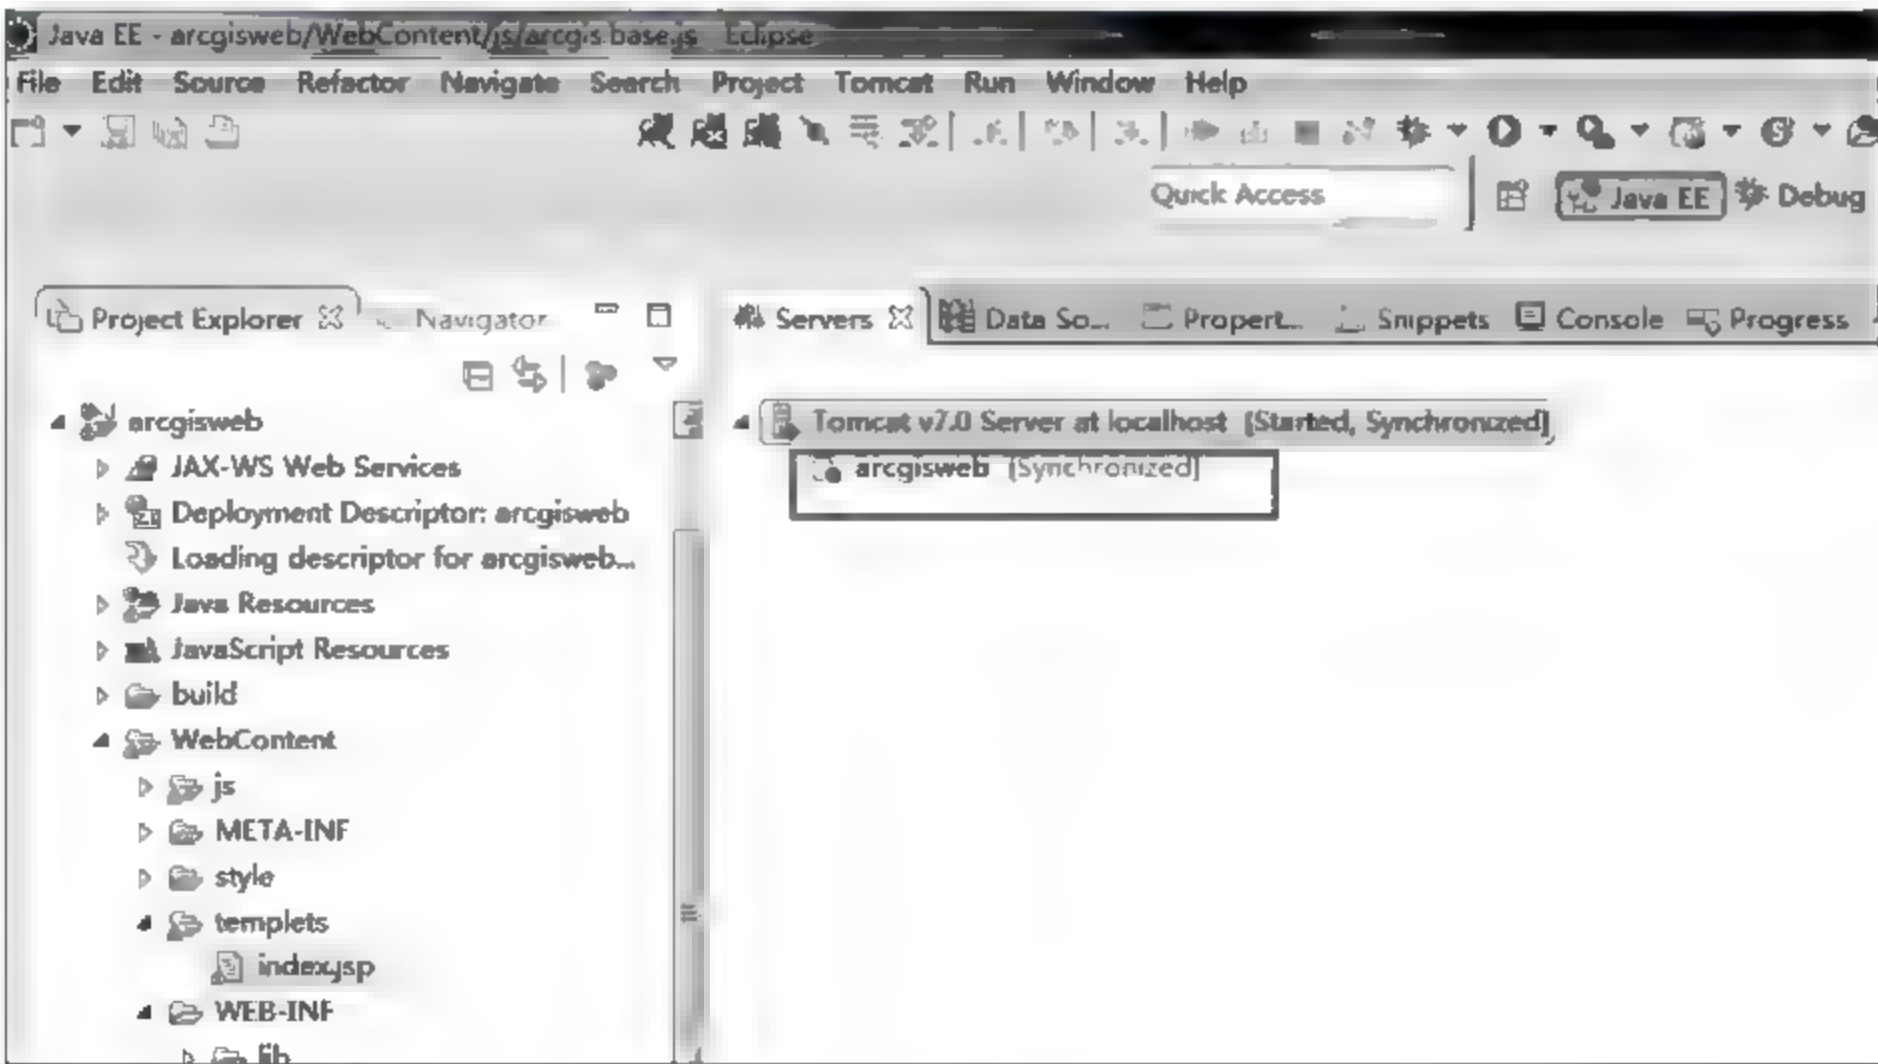 Java EE - arcgisweb/WebContent/js/arcgis.base.js - Eclipse
File Edit Source Refactor Navigate Search Project Tomcat Run Window Help
Quick Access
Java EE Debug
Project Explorer Navigator
Servers Data So... Propert... Snippets Console Progress
arcgisweb
JAX-WS Web Services
Deployment Descriptor: arcgisweb
Loading descriptor for arcgisweb...
Java Resources
JavaScript Resources
build
WebContent
js
META-INF
style
templets
index.jsp
WEB-INF
lib
Tomcat v7.0 Server at localhost [Started, Synchronized]
arcgisweb [Synchronized]